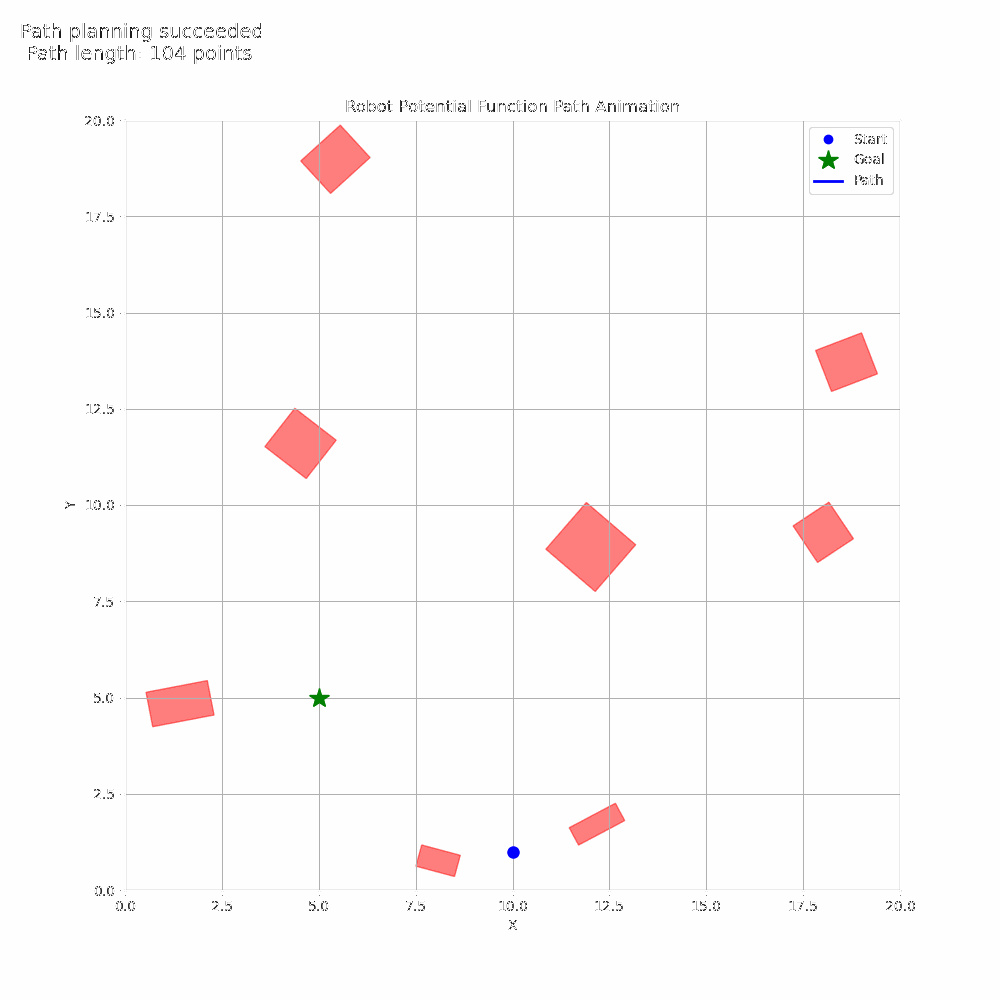 Path planning succeeded
Path length: 104 points
Robot Potential Function Path Animation
Start
Goal
Path
20.0
17.5
15.0
12.5
10.0
7.5
5.0
2.5
0.0
Y
0.0 2.5 5.0 7.5 10.0 12.5 15.0 17.5 20.0
X